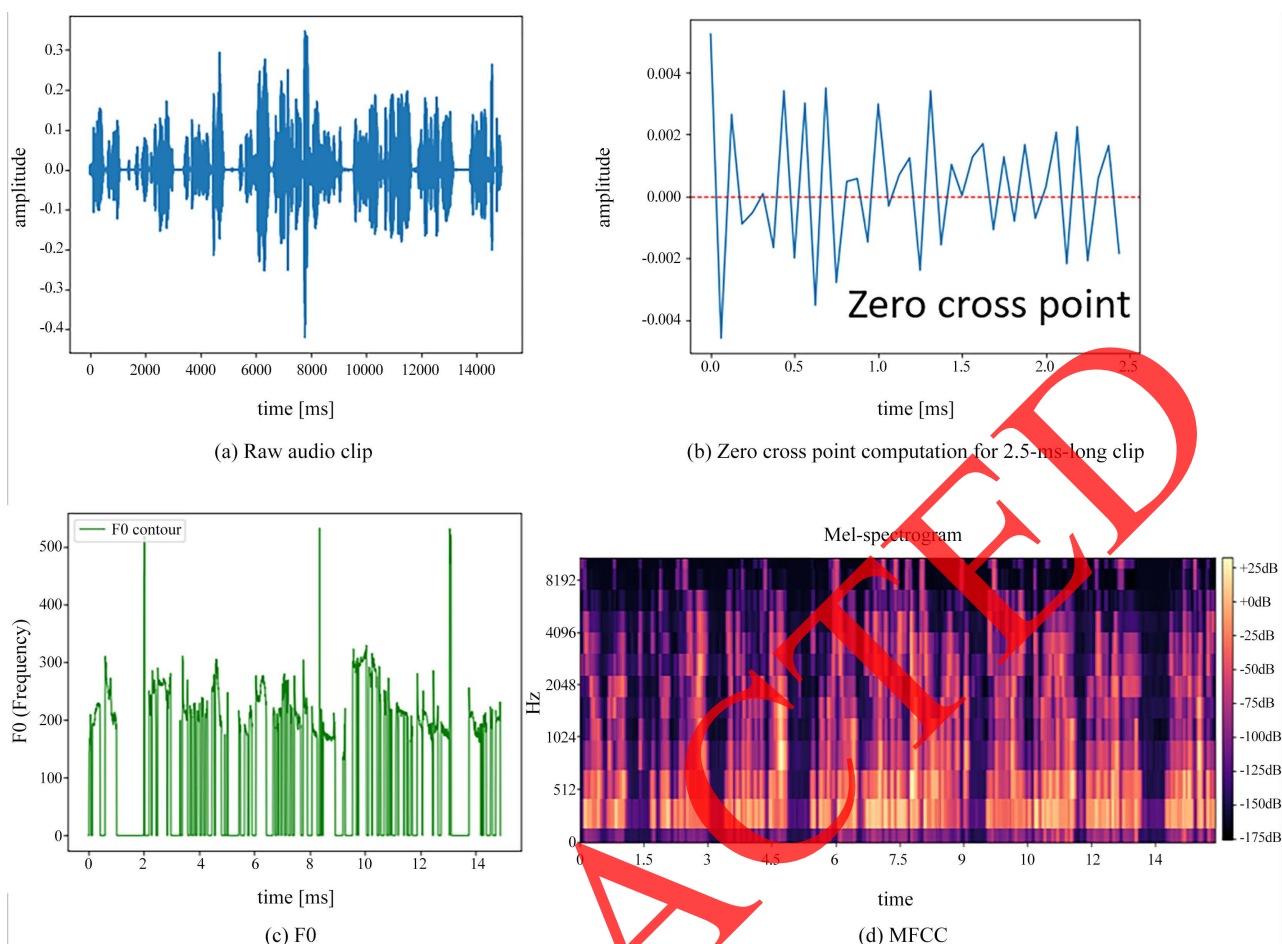 0.3
0.2
0.1
0.0
-0.1
-0.2
-0.3
-0.4
amplitude
0 2000 4000 6000 8000 10000 12000 14000
time [ms]
(a) Raw audio clip
0.004
0.002
0.000
-0.002
-0.004
amplitude
Zero cross point
0.0 0.5 1.0 1.5 2.0 2.5
time [ms]
(b) Zero cross point computation for 2.5-ms-long clip
F0 contour
500
400
300
200
100
0
F0 (Frequency)
0 2 4 6 8 10 12 14
time [ms]
(c) F0
Mel-spectrogram
8192
4096
2048
1024
512
0
Hz
+25dB
+0dB
-25dB
-50dB
-75dB
-100dB
-125dB
-150dB
-175dB
0 1.5 3 4.5 6 7.5 9 10 12 14
time
(d) MFCC
ACTED